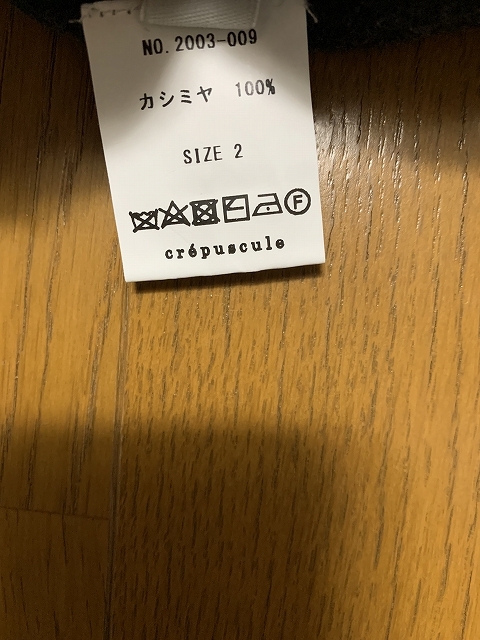 NO. 2003-009
カシミヤ 100%
SIZE 2
F
crépuscule